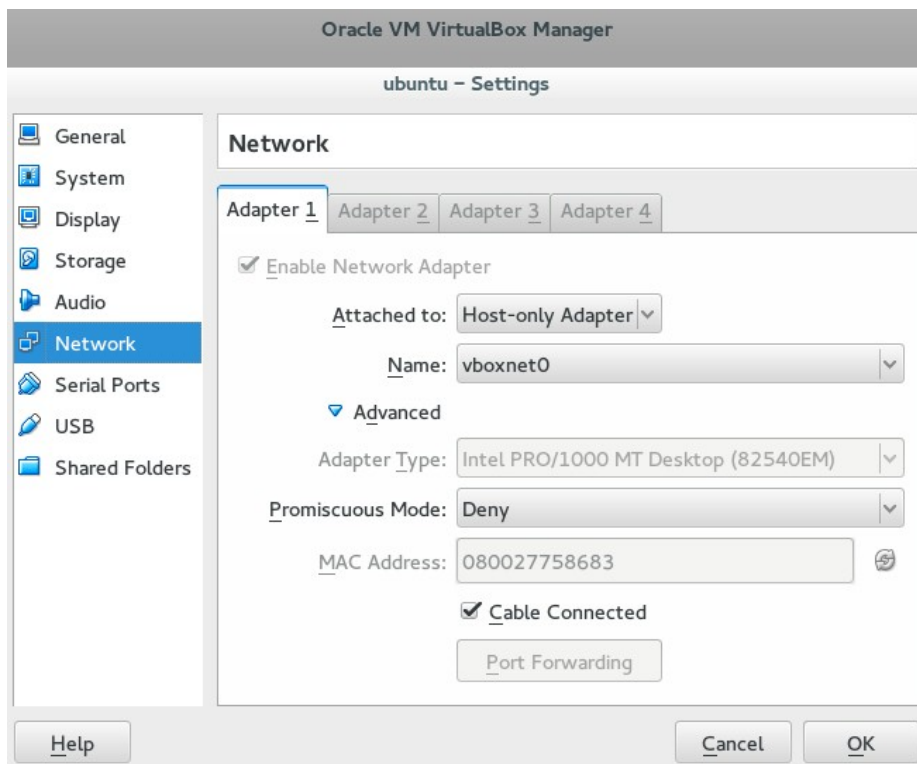 Oracle VM VirtualBox Manager
ubuntu – Settings
General
System
Display
Storage
Audio
Network
Serial Ports
USB
Shared Folders
Network
Adapter 1 Adapter 2 Adapter 3 Adapter 4
Enable Network Adapter
Attached to: Host-only Adapter
Name: vboxnet0
Advanced
Adapter Type: Intel PRO/1000 MT Desktop (82540EM)
Promiscuous Mode: Deny
MAC Address: 080027758683
Cable Connected
Port Forwarding
Help Cancel OK